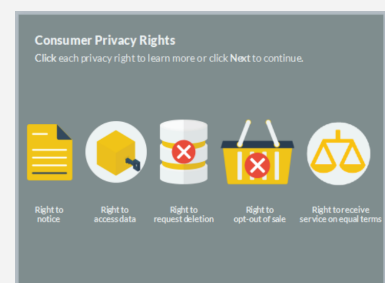 Consumer Privacy Rights
Click each privacy right to learn more or click Next to continue.
Right to
notice
Right to
access data
Right to
request deletion
Right to
opt-out of sale
Right to receive
service on equal terms